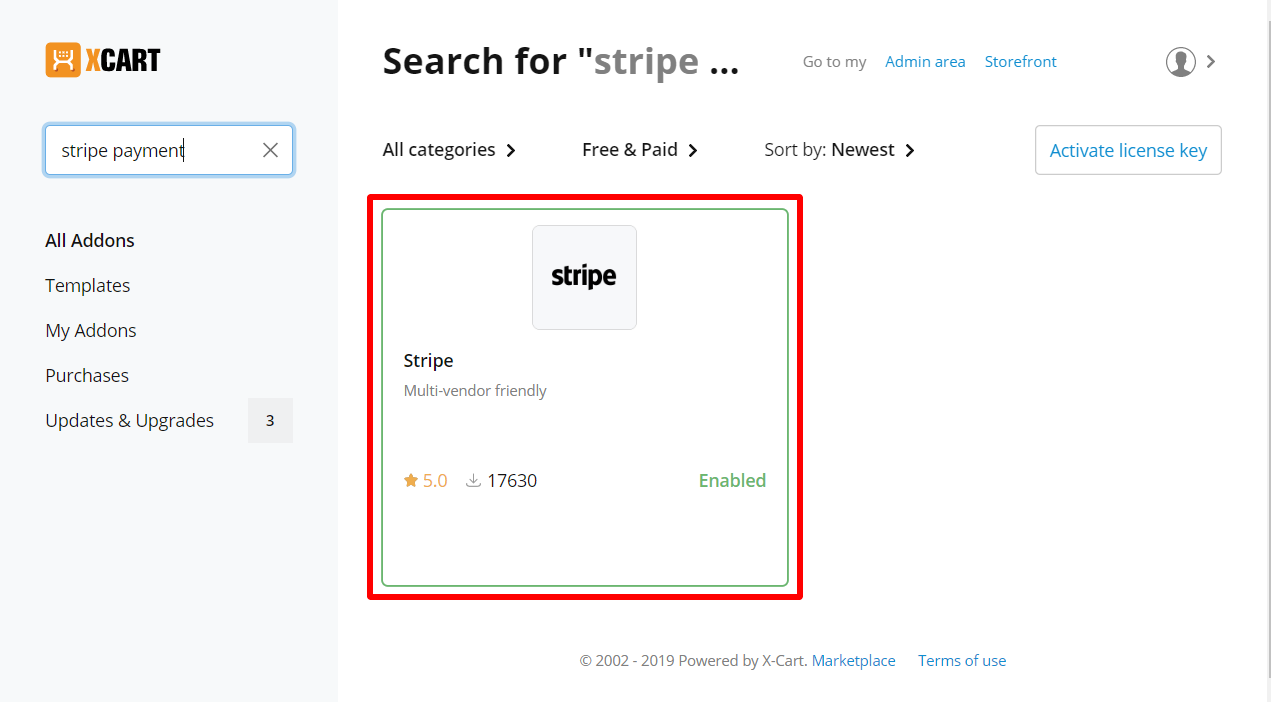 XCART
Search for "stripe ...
Go to my Admin area Storefront
stripe payment
All categories
Free & Paid
Sort by: Newest
Activate license key
All Addons
Templates
My Addons
Purchases
Updates & Upgrades 3
stripe
Stripe
Multi-vendor friendly
5.0 17630 Enabled
© 2002 - 2019 Powered by X-Cart. Marketplace Terms of use